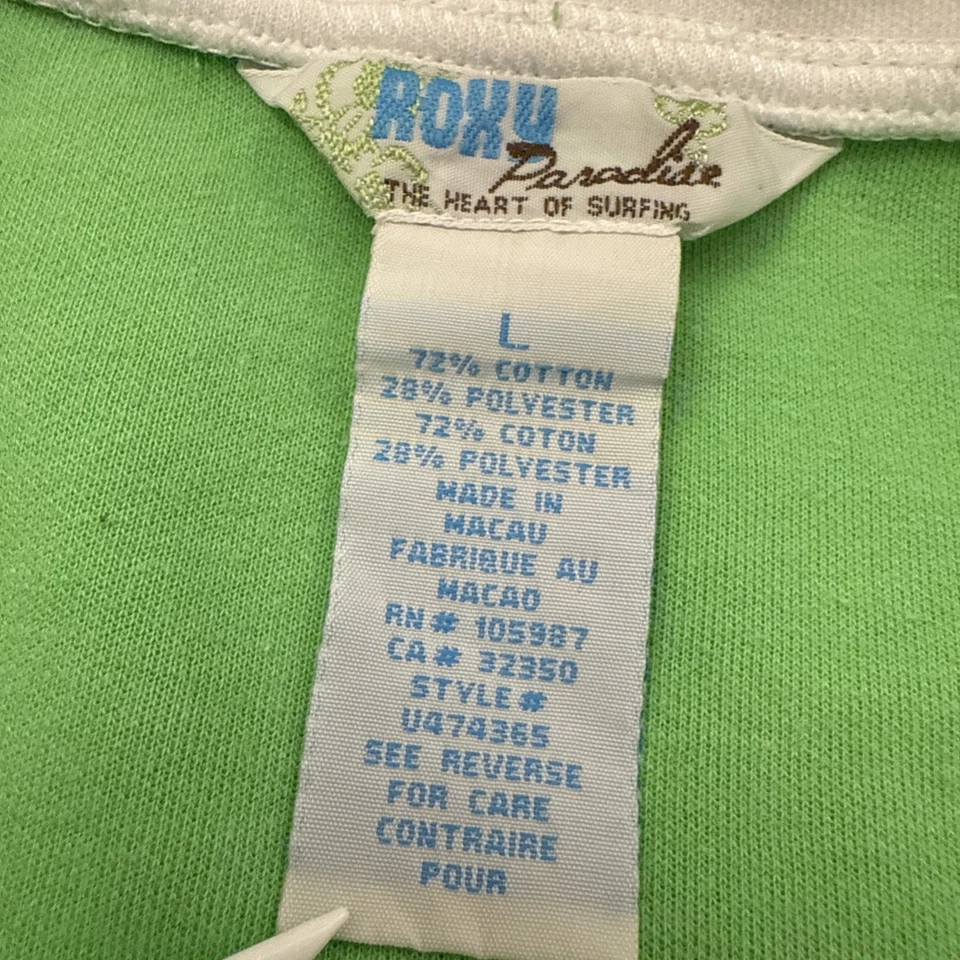 ROXY
Paradise
THE HEART OF SURFING
L
72% COTTON
28% POLYESTER
72% COTON
28% POLYESTER
MADE IN
MACAU
FABRIQUE AU
MACAO
RN# 105987
CA# 32350
STYLE#
U474365
SEE REVERSE
FOR CARE
CONTRAIRE
POUR